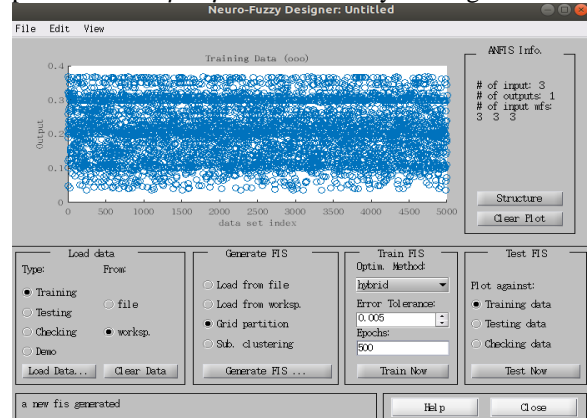 Neuro-Fuzzy Designer: Untitled
File Edit View
Training Data (ooo)
ANFIS Info.
0.4
0.3
0.2
0.10
0
Output
0 500 1000 1500 2000 2500 3000 3500 4000 4500 5000
data set index
# of input: 3
# of outputs: 1
# of input mfs:
3 3 3
Structure
Clear Plot
Load data
Type: From:
Training
Testing
Checking
Demo
file
worksp.
Load Data... Clear Data
Generate FIS
Load from file
Load from worksp.
Grid partition
Sub. clustering
Generate FIS ...
Train FIS
Optim. Method:
hybrid
Error Tolerance:
0.005
Epochs:
500
Train Now
Test FIS
Plot against:
Training data
Testing data
Checking data
Test Now
a new fis generated
Help Close